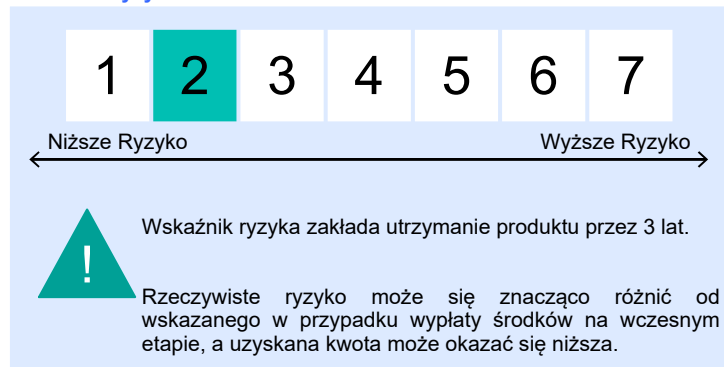 1 2 3 4 5 6 7
Niższe Ryzyko Wyższe Ryzyko
Wskaźnik ryzyka zakłada utrzymanie produktu przez 3 lat.
!
Rzeczywiste ryzyko może się znacząco różnić od
wskazanego w przypadku wypłaty środków na wczesnym
etapie, a uzyskana kwota może okazać się niższa.